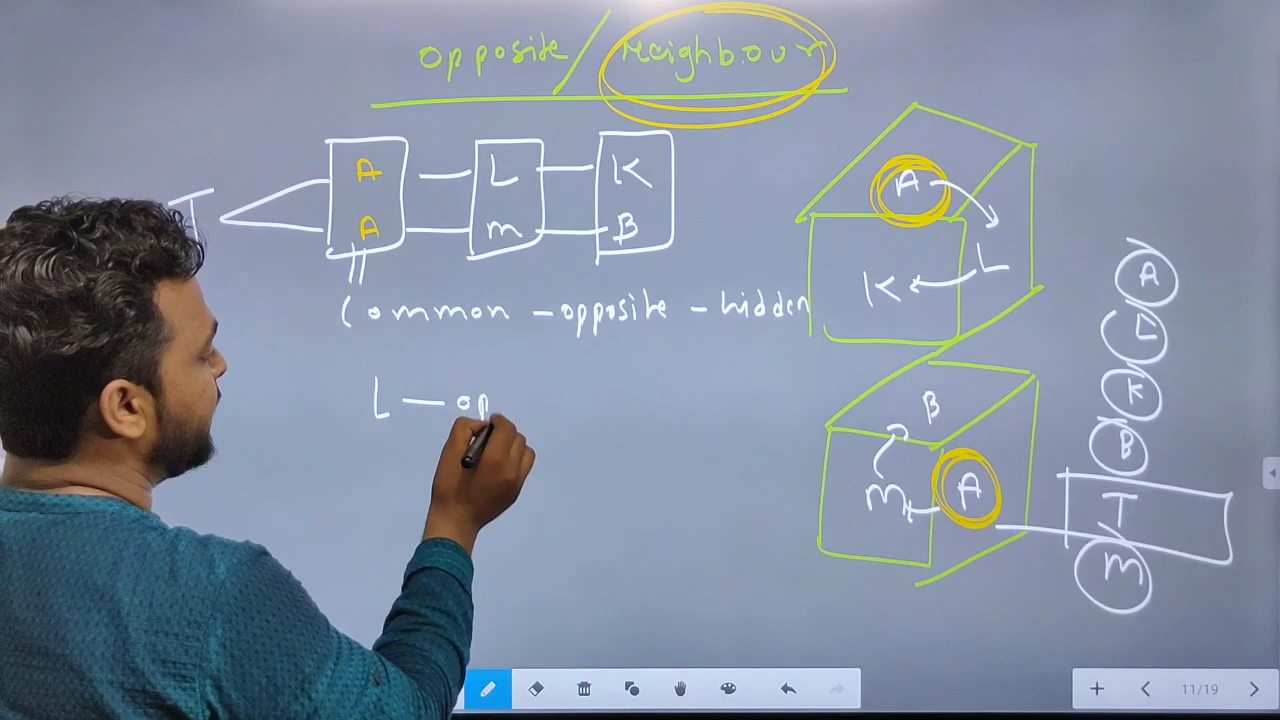 opposite/neighbour
A L K
T
A m B
Common - opposite - hidden
L — op
A
L
K
B
m
A
A
L
K
B
T
m
11/19